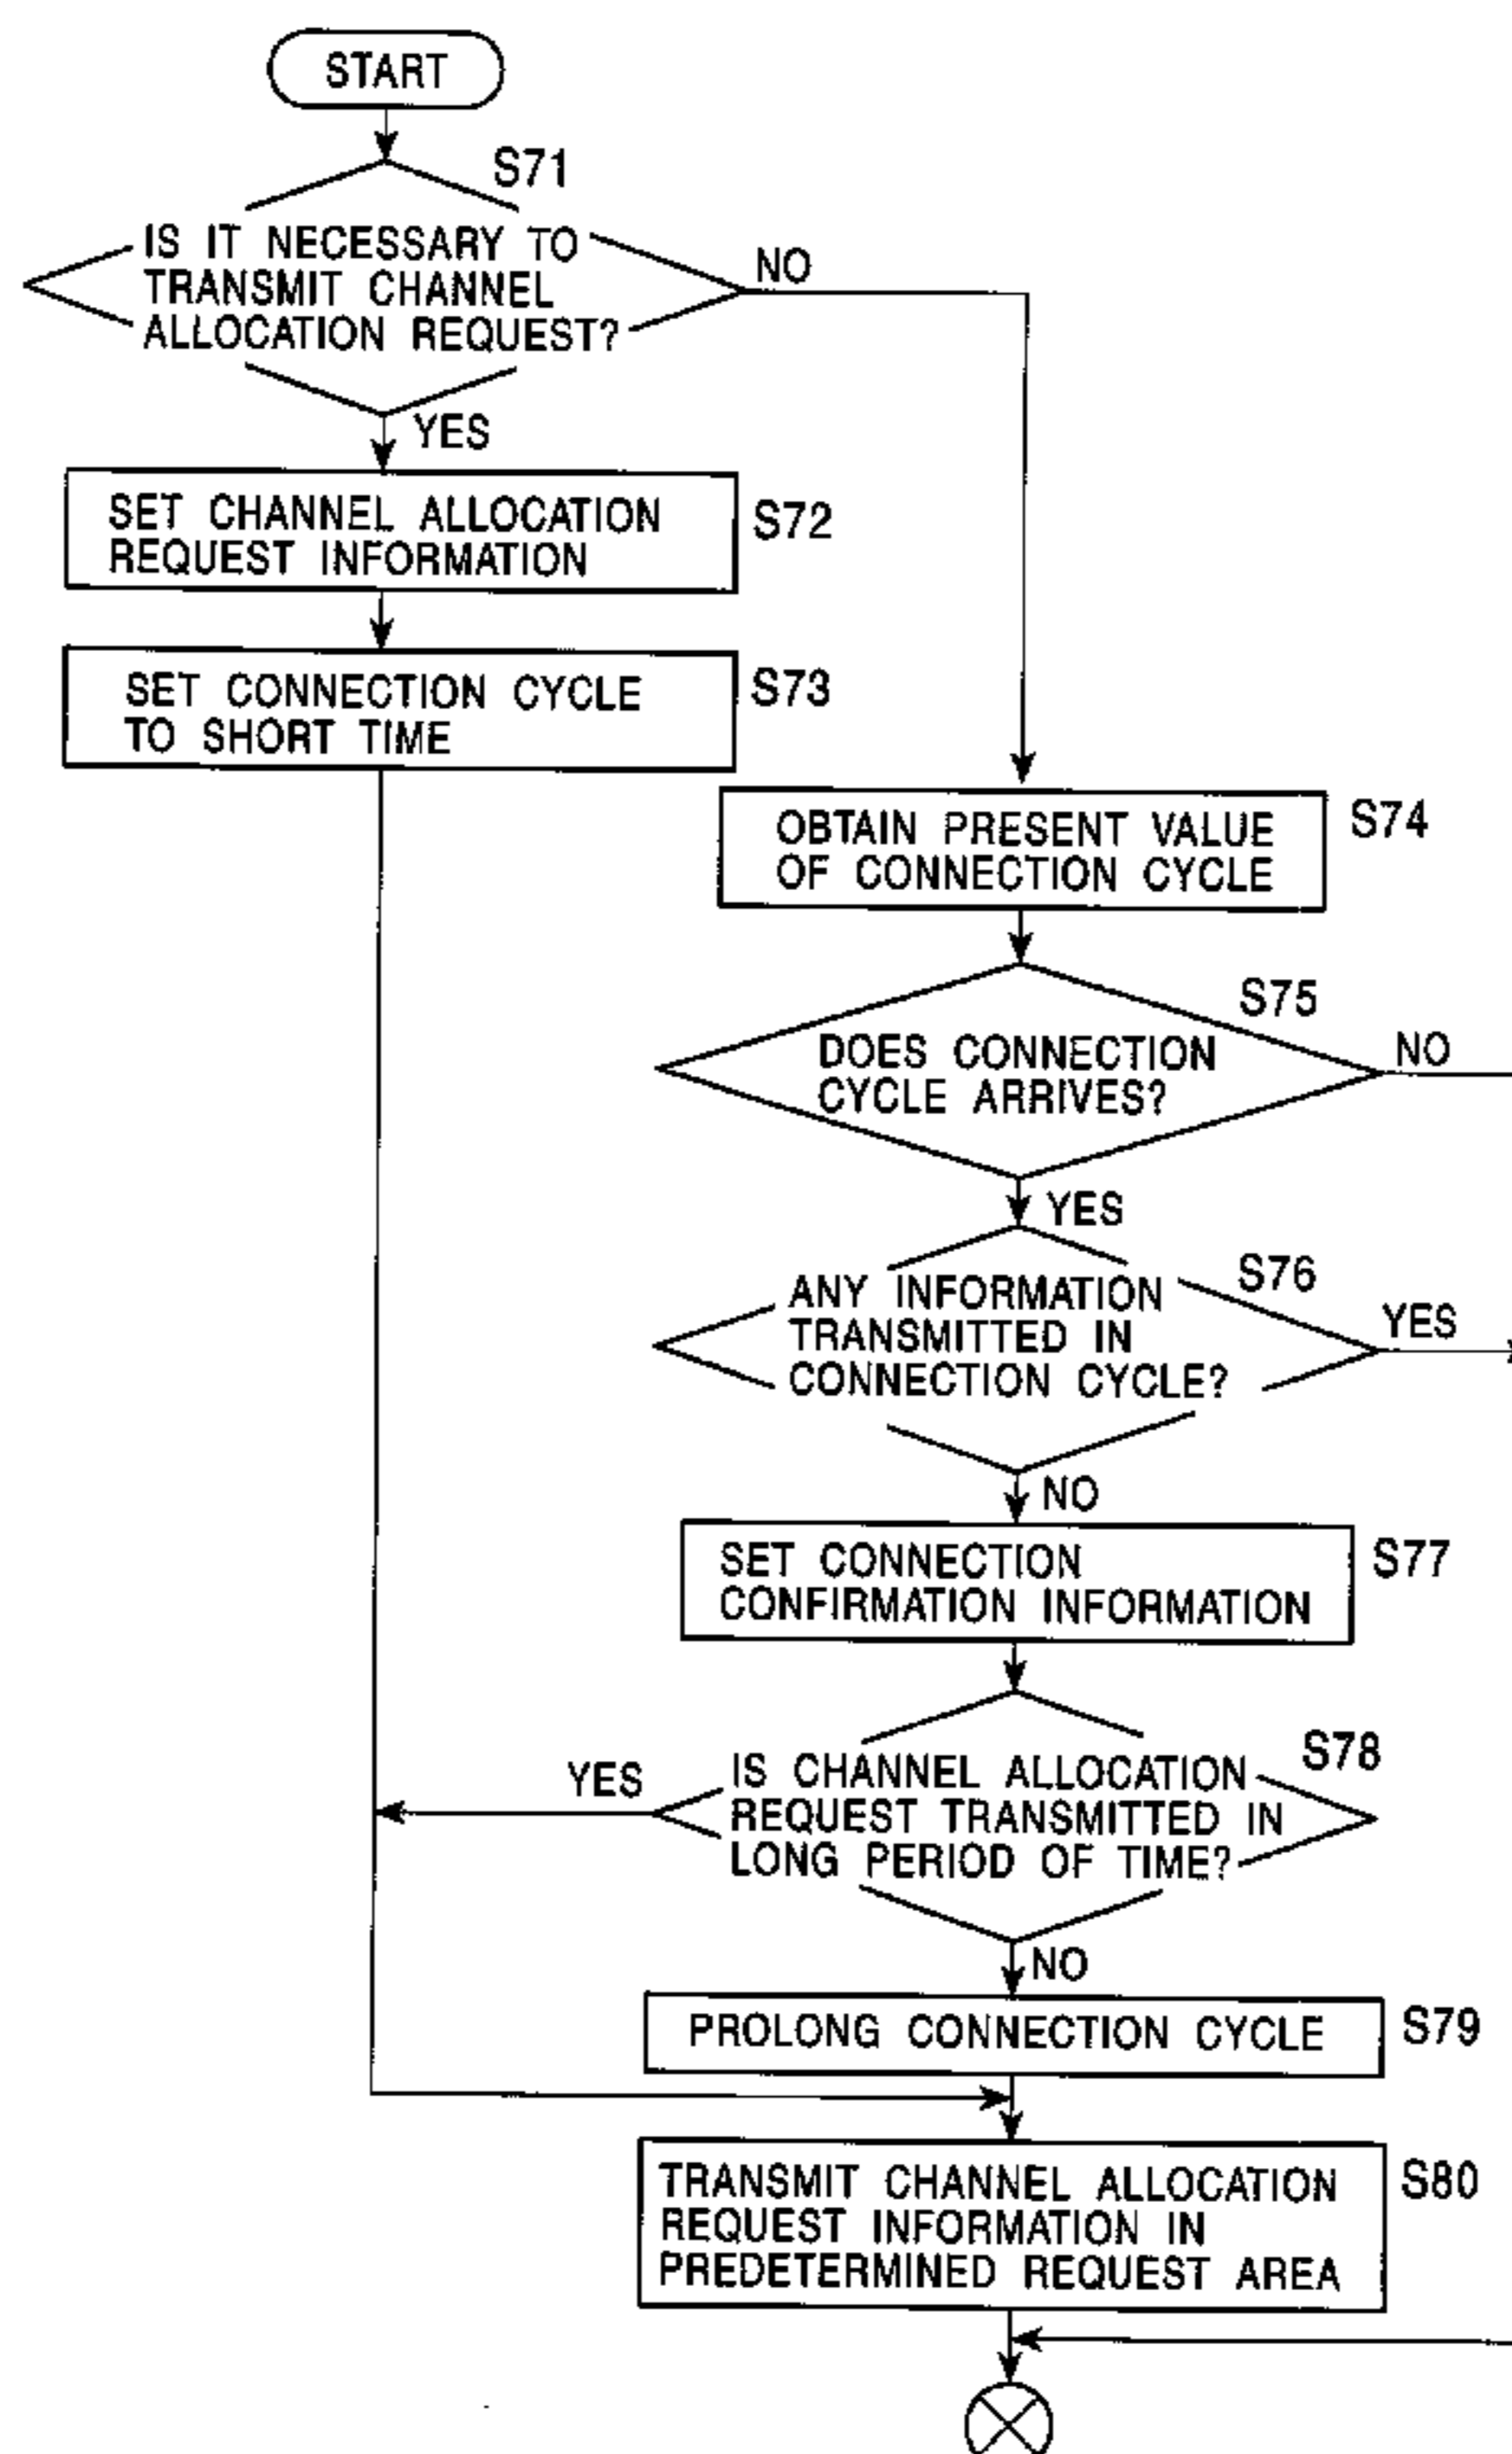 START
S71
IS IT NECESSARY TO
TRANSMIT CHANNEL
ALLOCATION REQUEST?
NO
YES
SET CHANNEL ALLOCATION
REQUEST INFORMATION
S72
SET CONNECTION CYCLE
TO SHORT TIME
S73
OBTAIN PRESENT VALUE
OF CONNECTION CYCLE
S74
S75
DOES CONNECTION
CYCLE ARRIVES?
NO
YES
S76
ANY INFORMATION
TRANSMITTED IN
CONNECTION CYCLE?
YES
NO
SET CONNECTION
CONFIRMATION INFORMATION
S77
S78
YES
IS CHANNEL ALLOCATION
REQUEST TRANSMITTED IN
LONG PERIOD OF TIME?
NO
PROLONG CONNECTION CYCLE
S79
TRANSMIT CHANNEL ALLOCATION
REQUEST INFORMATION IN
PREDETERMINED REQUEST AREA
S80